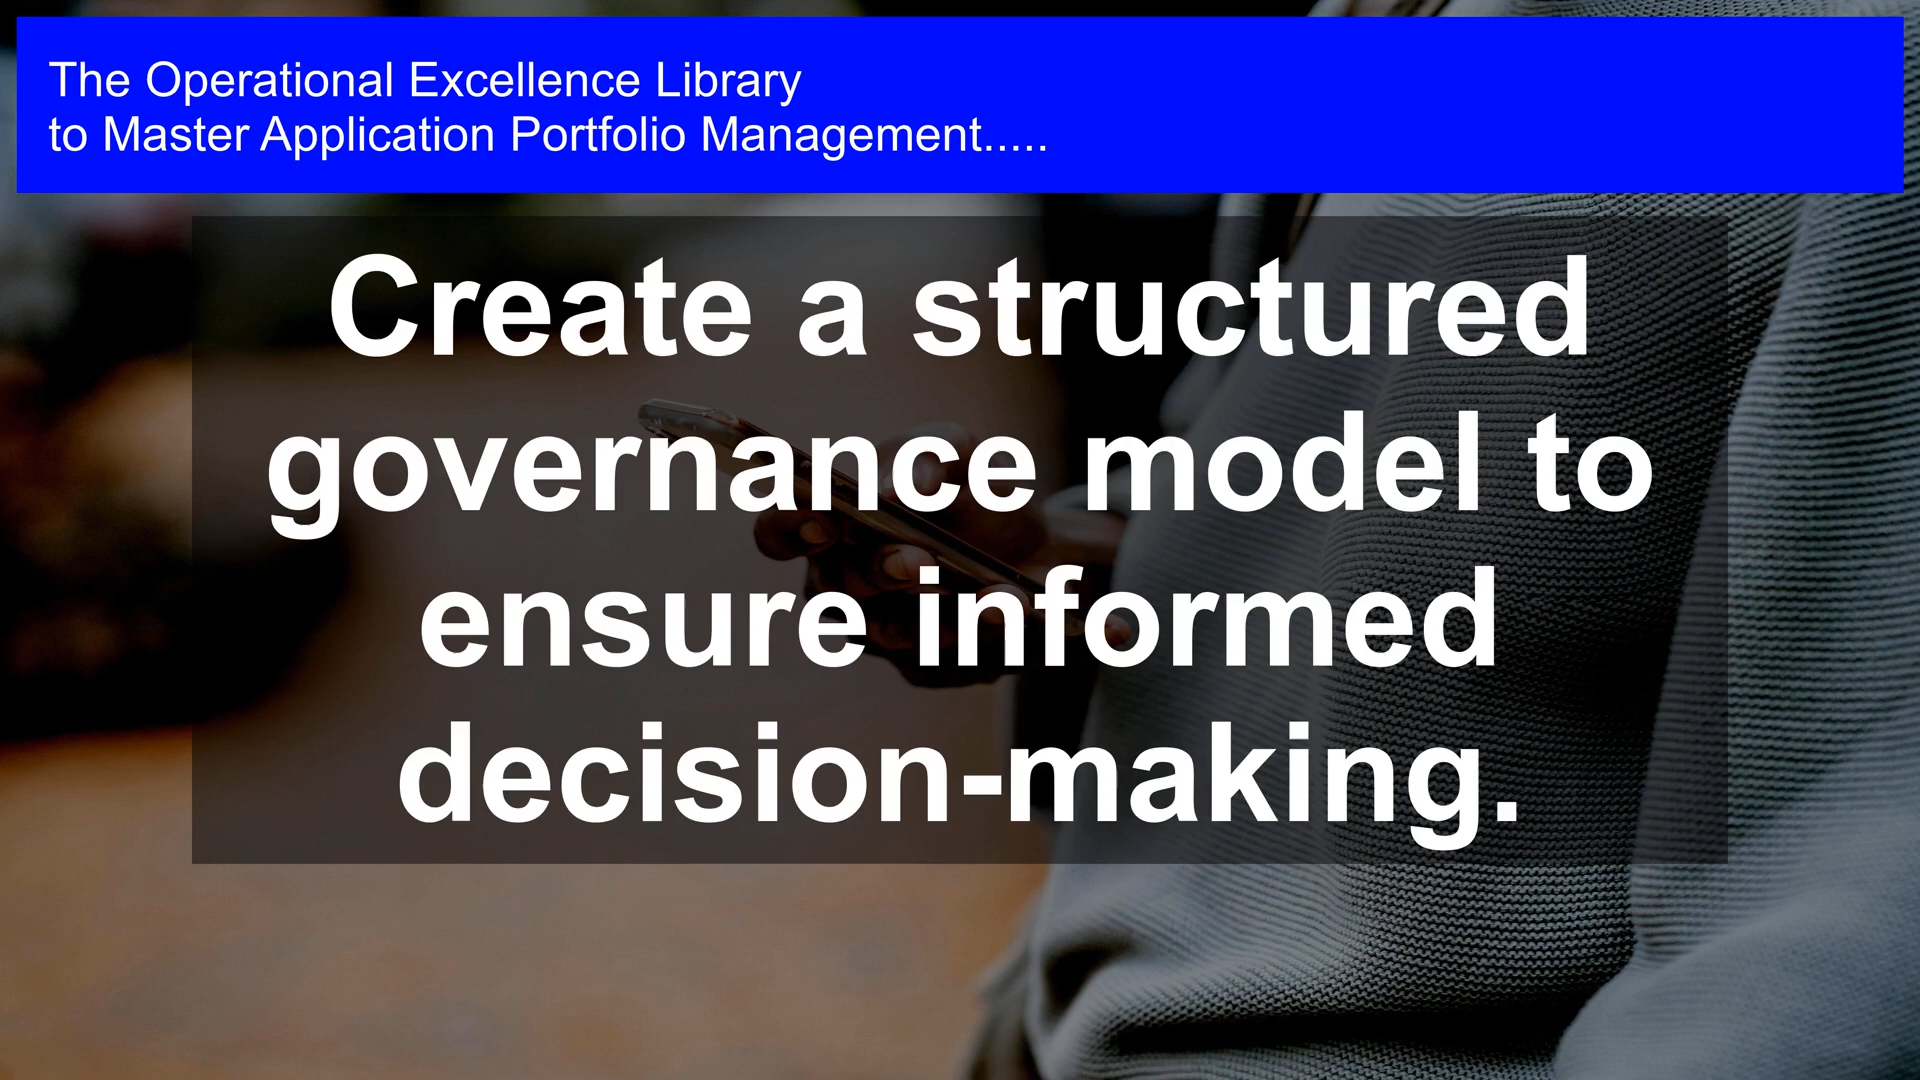 The Operational Excellence Library
to Master Application Portfolio Management.....
Create a structured
governance model to
ensure informed
decision-making.